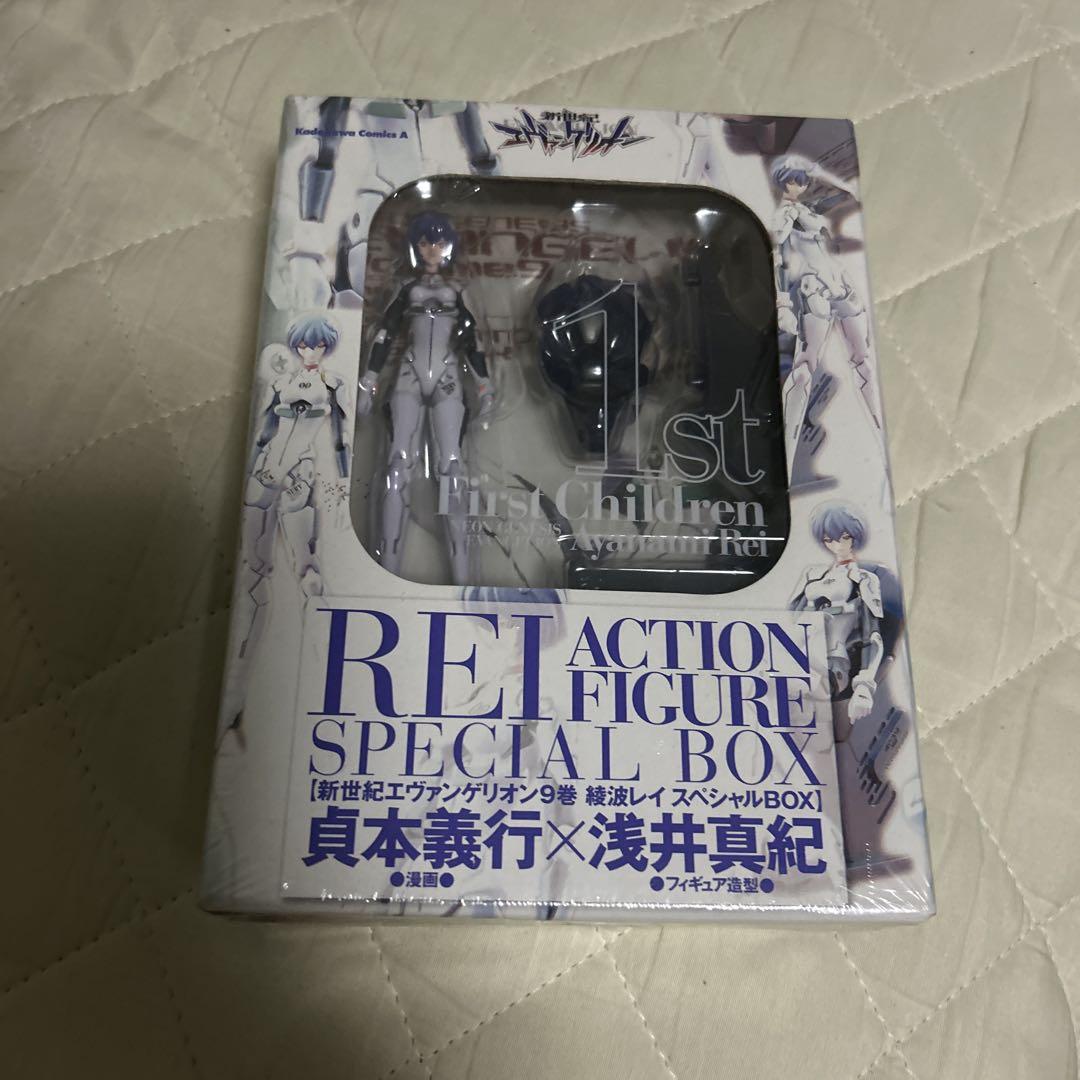 Kadokawa Comics A
新世紀
エヴァンゲリオン
1st
First Children
NEON GENESIS
EVANGELION
Ayanami Rei
REI ACTION
FIGURE
SPECIAL BOX
【新世紀エヴァンゲリオン9巻 綾波レイ スペシャルBOX】
貞本義行×浅井真紀
●漫画●
●フィギュア造型●